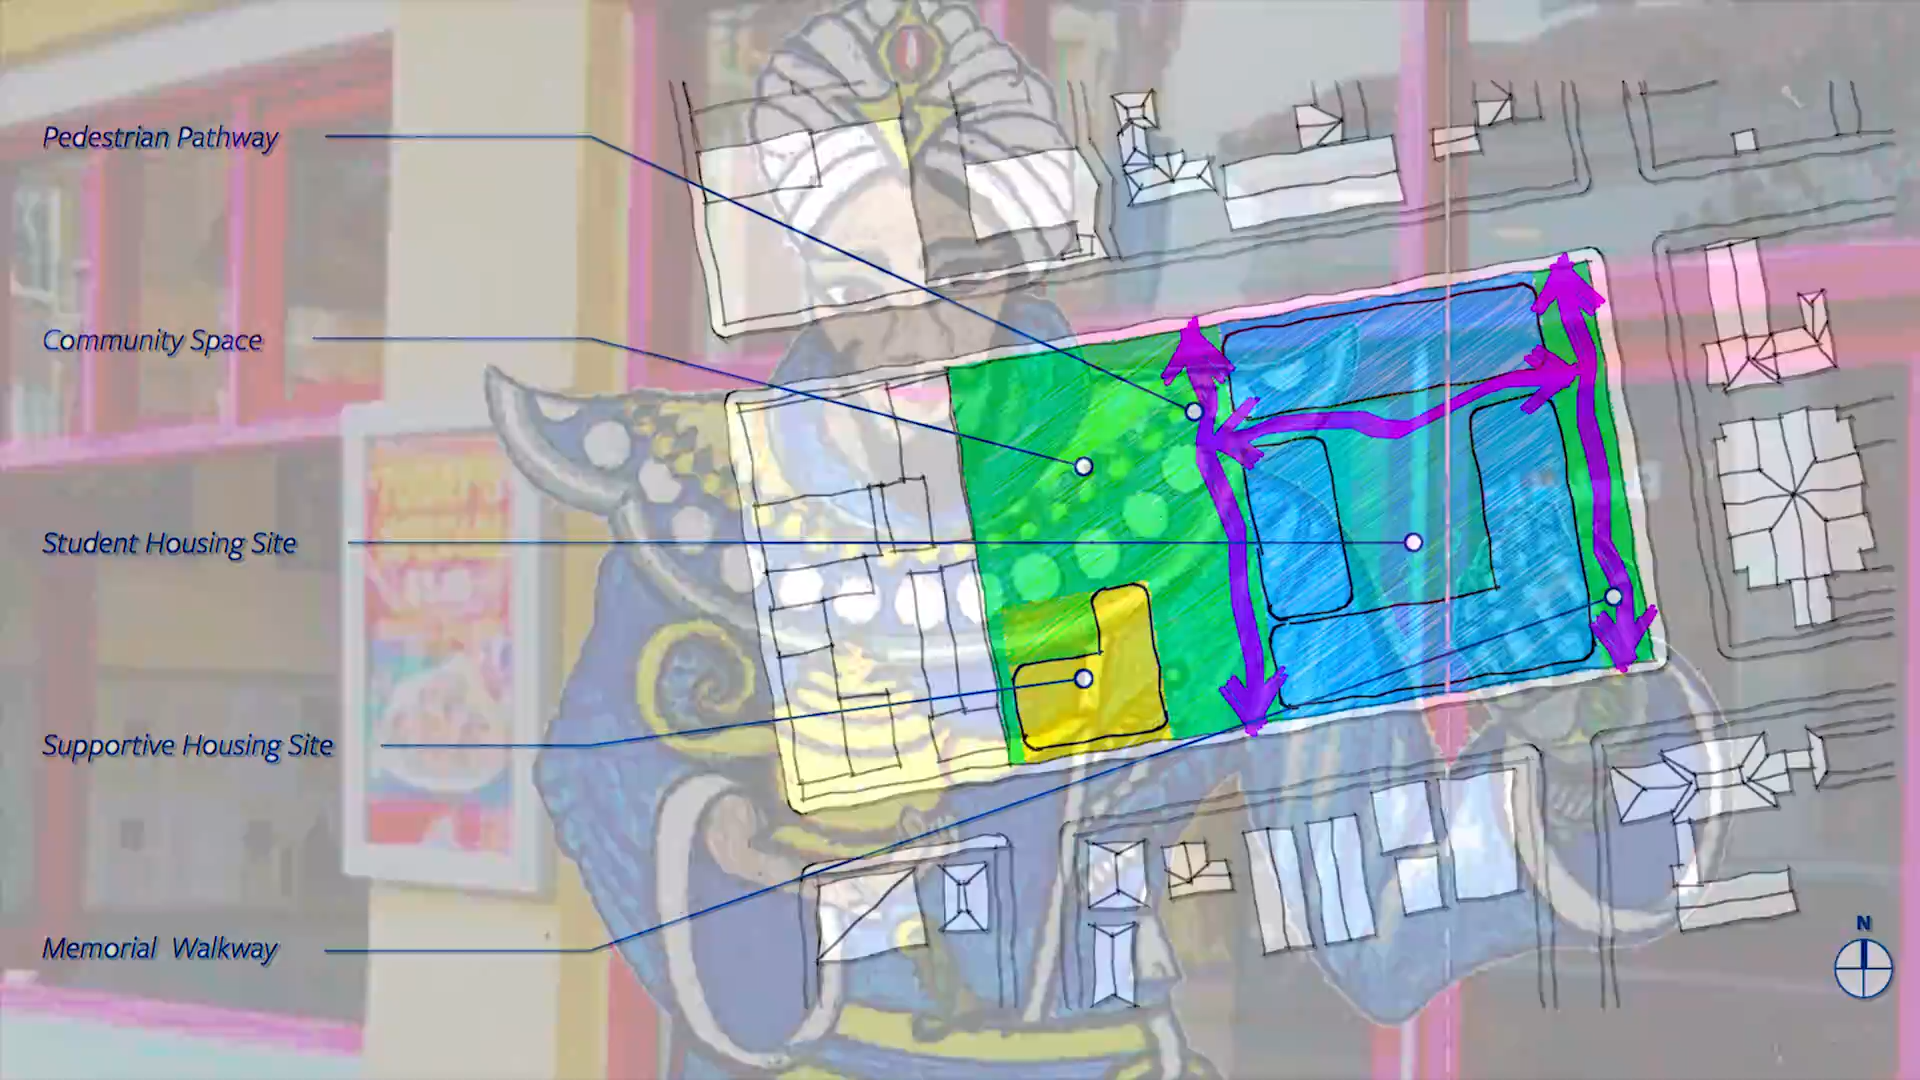 Pedestrian Pathway
Community Space
Student Housing Site
Supportive Housing Site
Memorial Walkway
N